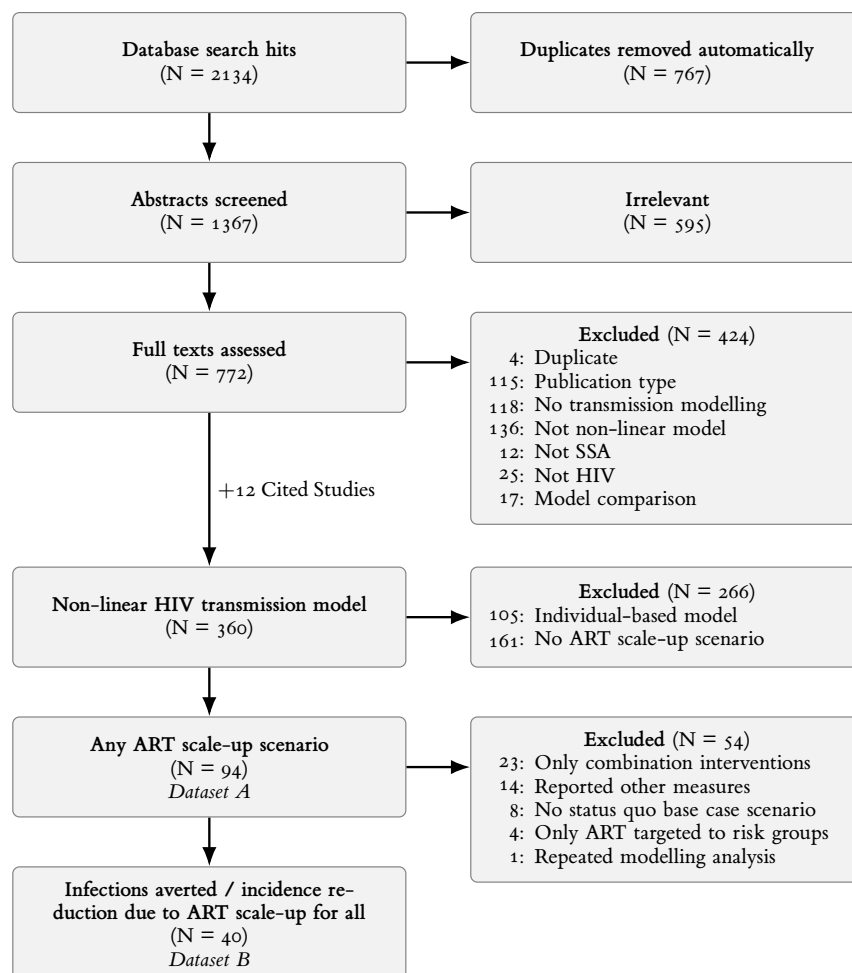 Database search hits
(N = 2134)
Duplicates removed automatically
(N = 767)
Abstracts screened
(N = 1367)
Irrelevant
(N = 595)
Full texts assessed
(N = 772)
Excluded (N = 424)
4: Duplicate
115: Publication type
118: No transmission modelling
136: Not non-linear model
12: Not SSA
25: Not HIV
17: Model comparison
+12 Cited Studies
Non-linear HIV transmission model
(N = 360)
Excluded (N = 266)
105: Individual-based model
161: No ART scale-up scenario
Any ART scale-up scenario
(N = 94)
Dataset A
Excluded (N = 54)
23: Only combination interventions
14: Reported other measures
8: No status quo base case scenario
4: Only ART targeted to risk groups
1: Repeated modelling analysis
Infections averted / incidence re-
duction due to ART scale-up for all
(N = 40)
Dataset B